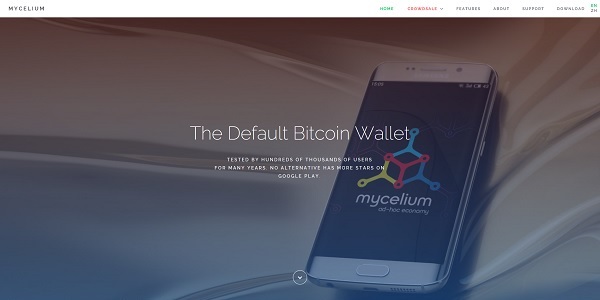 MYCELIUM
HOME CROWDSALE FEATURES ABOUT SUPPORT DOWNLOAD EN
ZH
The Default Bitcoin Wallet
TESTED BY HUNDREDS OF THOUSANDS OF USERS
FOR MANY YEARS. NO ALTERNATIVE HAS MORE STARS ON
GOOGLE PLAY.
mycelium
ad-hoc economy